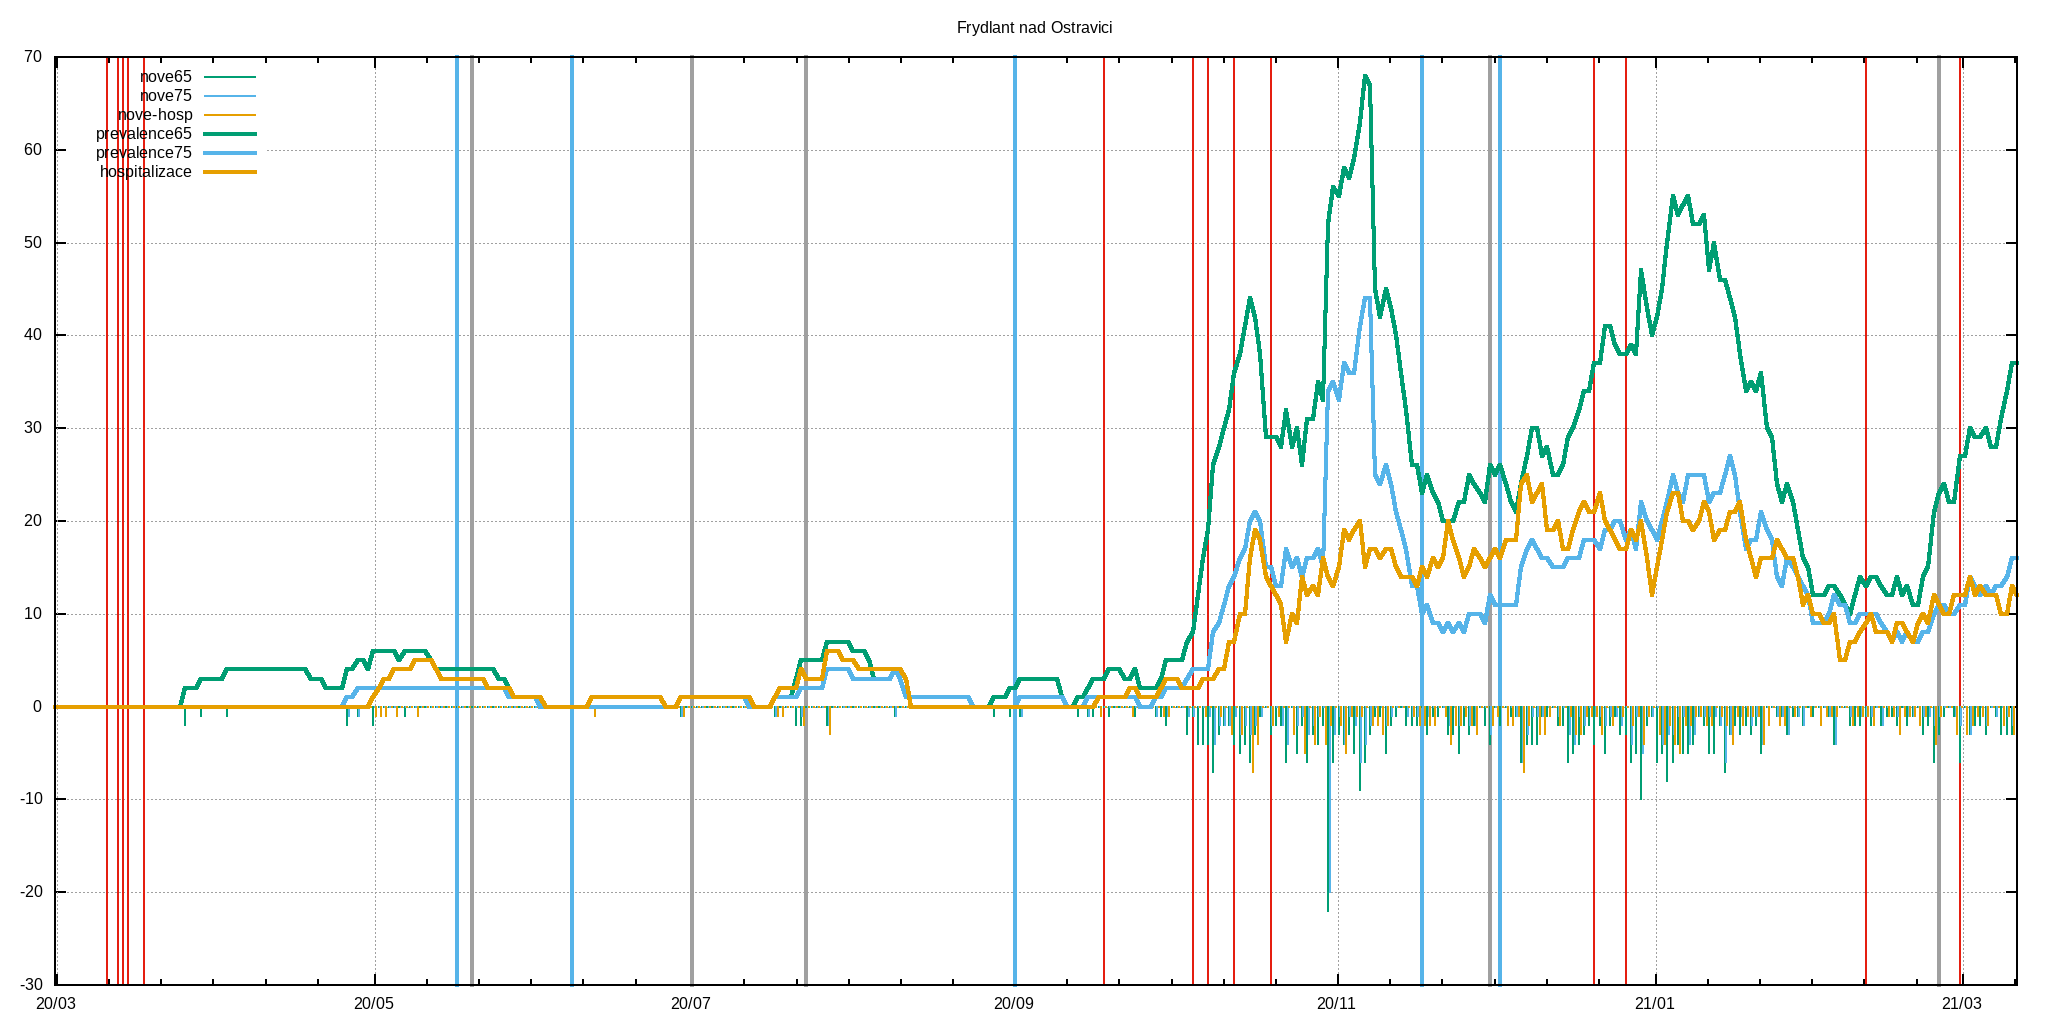 Frydlant nad Ostravici
70
60
50
40
30
20
10
0
-10
-20
-30
nove65
nove75
nove-hosp
prevalence65
prevalence75
hospitalizace
20/03 20/05 20/07 20/09 20/11 21/01 21/03